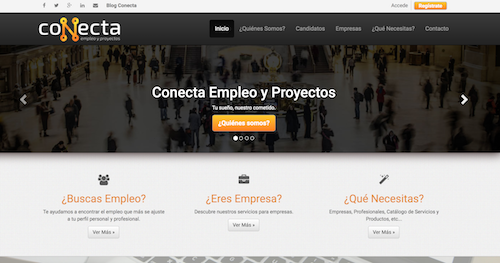 Blog Conecta
Accede
Regístrate
coNecta
empleo y proyectos
Inicio
¿Quiénes Somos?
Candidatos
Empresas
¿Qué Necesitas?
Contacto
Conecta Empleo y Proyectos
Tu sueño, nuestro cometido.
¿Quiénes somos?
¿Buscas Empleo?
Te ayudamos a encontrar el empleo que más se ajuste
a tu perfil personal y profesional.
Ver Más »
¿Eres Empresa?
Descubre nuestros servicios para empresas.
Ver Más »
¿Qué Necesitas?
Empresas, Profesionales, Catálogo de Servicios y
Productos, etc...
Ver Más »